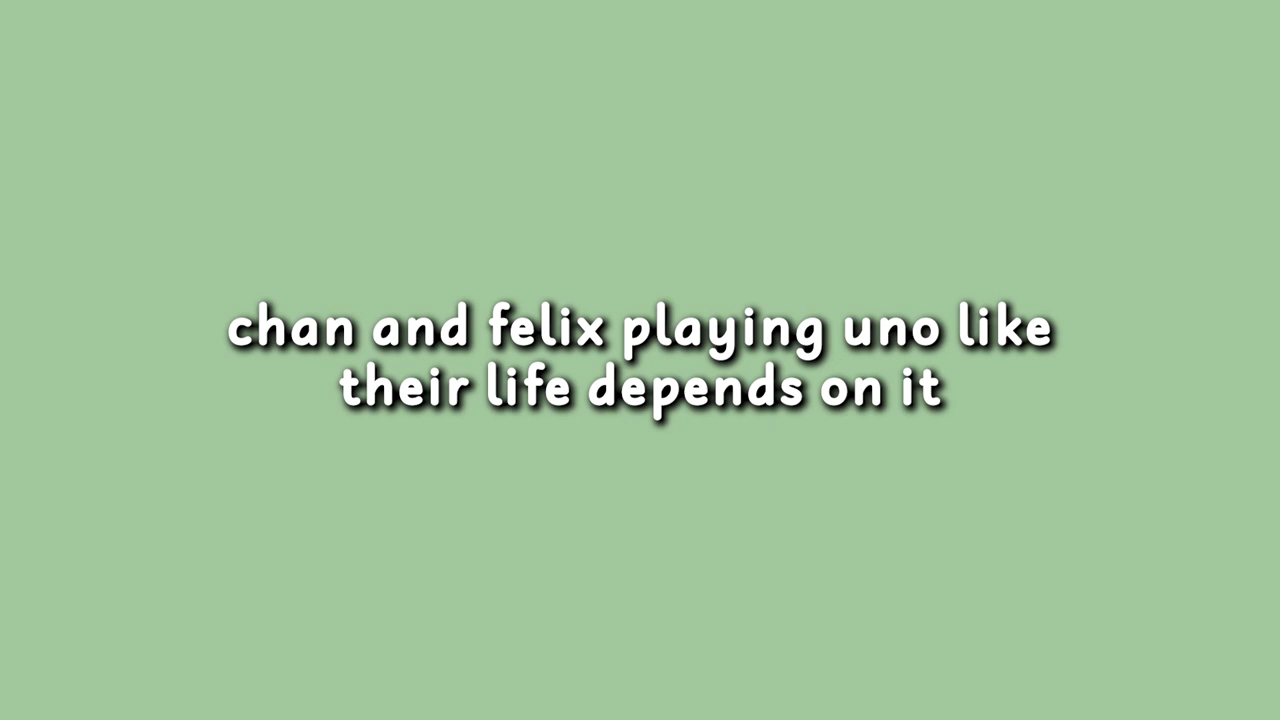 chan and felix playing uno like
their life depends on it